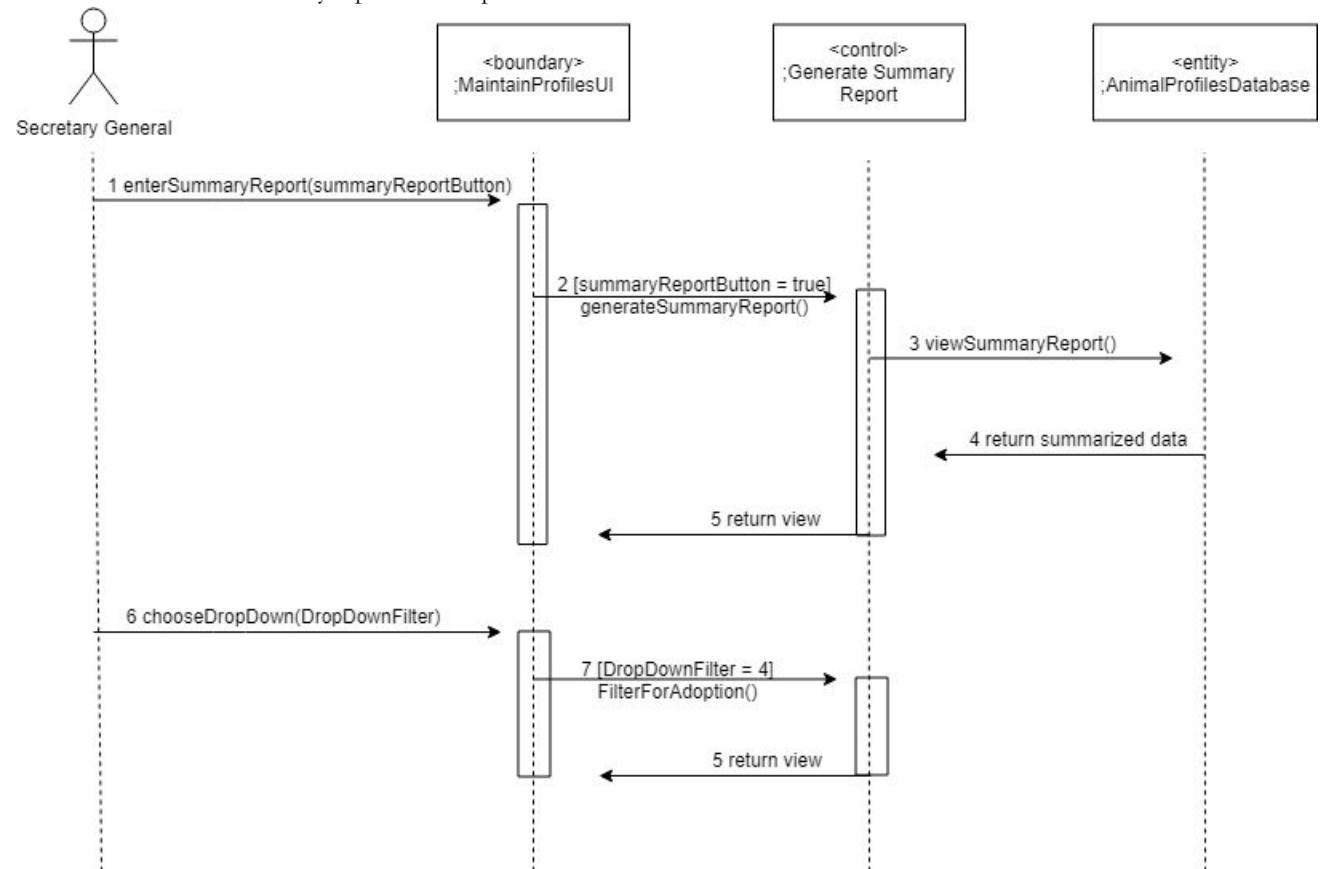 <boundary>
;MaintainProfilesUI
<control>
;Generate Summary
Report
<entity>
;AnimalProfilesDatabase
Secretary General
1 enterSummaryReport(summaryReportButton)
2 [summaryReportButton = true]
generateSummaryReport()
3 viewSummaryReport()
4 return summarized data
5 return view
6 chooseDropDown(DropDownFilter)
7 [DropDownFilter = 4]
FilterForAdoption()
5 return view